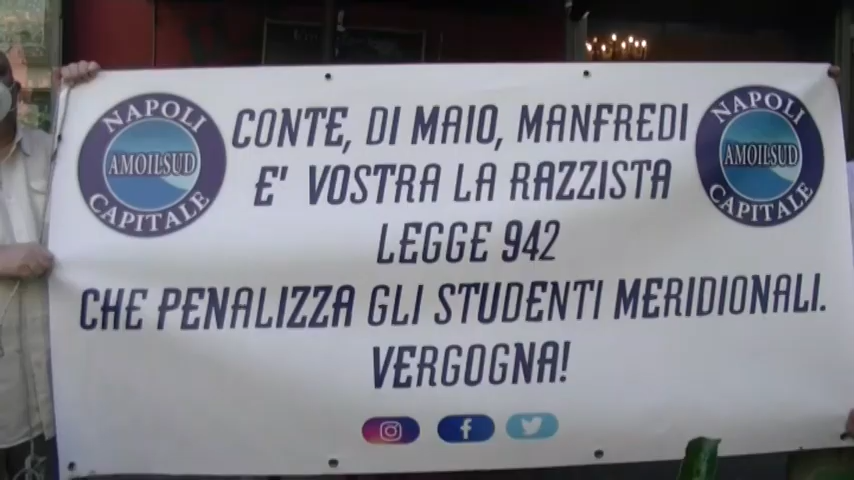 NAPOLI
AMOILSUD
CAPITALE
CONTE, DI MAIO, MANFREDI
E' VOSTRA LA RAZZISTA
LEGGE 942
CHE PENALIZZA GLI STUDENTI MERIDIONALI.
VERGOGNA!
NAPOLI
AMOILSUD
CAPITALE